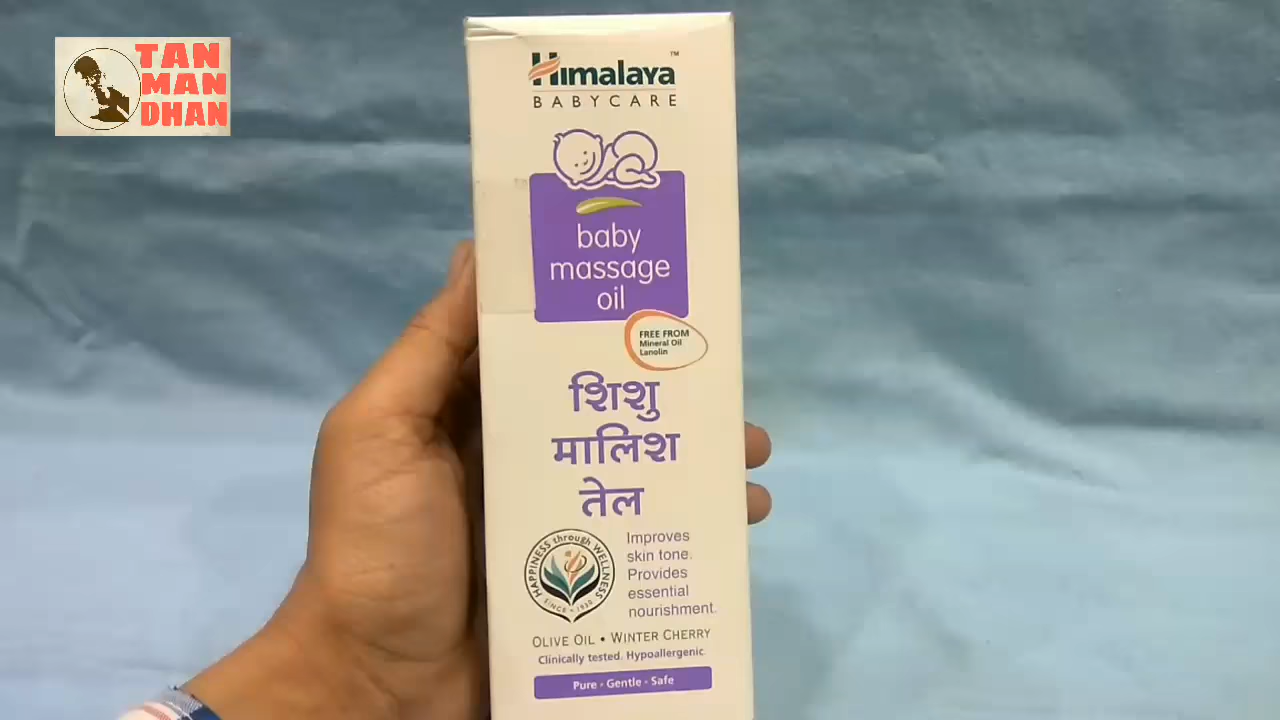 TAN
MAN
DHAN
Himalaya™
BABYCARE
baby
massage
oil
FREE FROM
Mineral Oil
Lanolin
शिशु
मालिश
तेल
HAPPINESS through WELLNESS
SINCE • 1930
Improves
skin tone.
Provides
essential
nourishment.
OLIVE OIL • WINTER CHERRY
Clinically tested. Hypoallergenic
Pure - Gentle - Safe